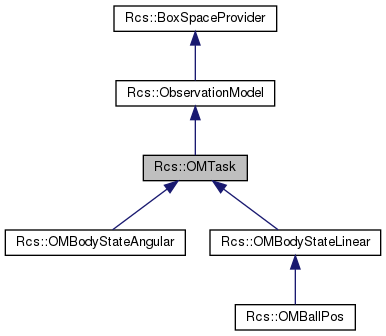 Rcs::BoxSpaceProvider
Rcs::ObservationModel
Rcs::OMTask
Rcs::OMBodyStateAngular
Rcs::OMBodyStateLinear
Rcs::OMBallPos